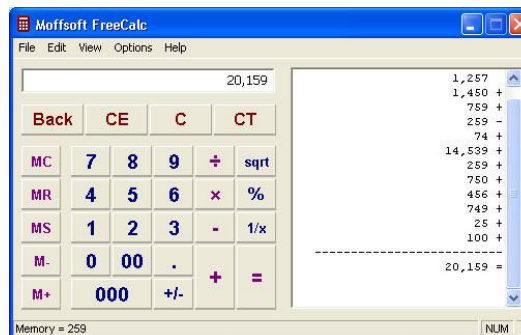 Moffsoft FreeCalc
File Edit View Options Help
20,159
Back CE C CT
MC 7 8 9 ÷ sqrt
MR 4 5 6 × %
MS 1 2 3 - 1/x
M- 0 00 . + =
M+ 000 +/-
1,257
1,450 +
759 +
259 -
74 +
14,539 +
259 +
750 +
456 +
749 +
25 +
100 +
--------------------------
20,159 =
Memory = 259 NUM